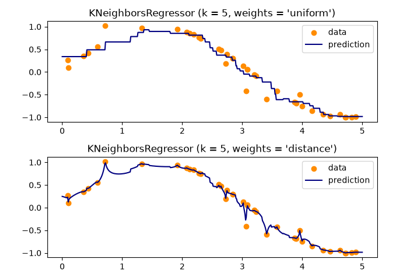 KNeighborsRegressor (k = 5, weights = 'uniform')
1.0
0.5
0.0
-0.5
-1.0
data
prediction
0 1 2 3 4 5
KNeighborsRegressor (k = 5, weights = 'distance')
1.0
0.5
0.0
-0.5
-1.0
data
prediction
0 1 2 3 4 5